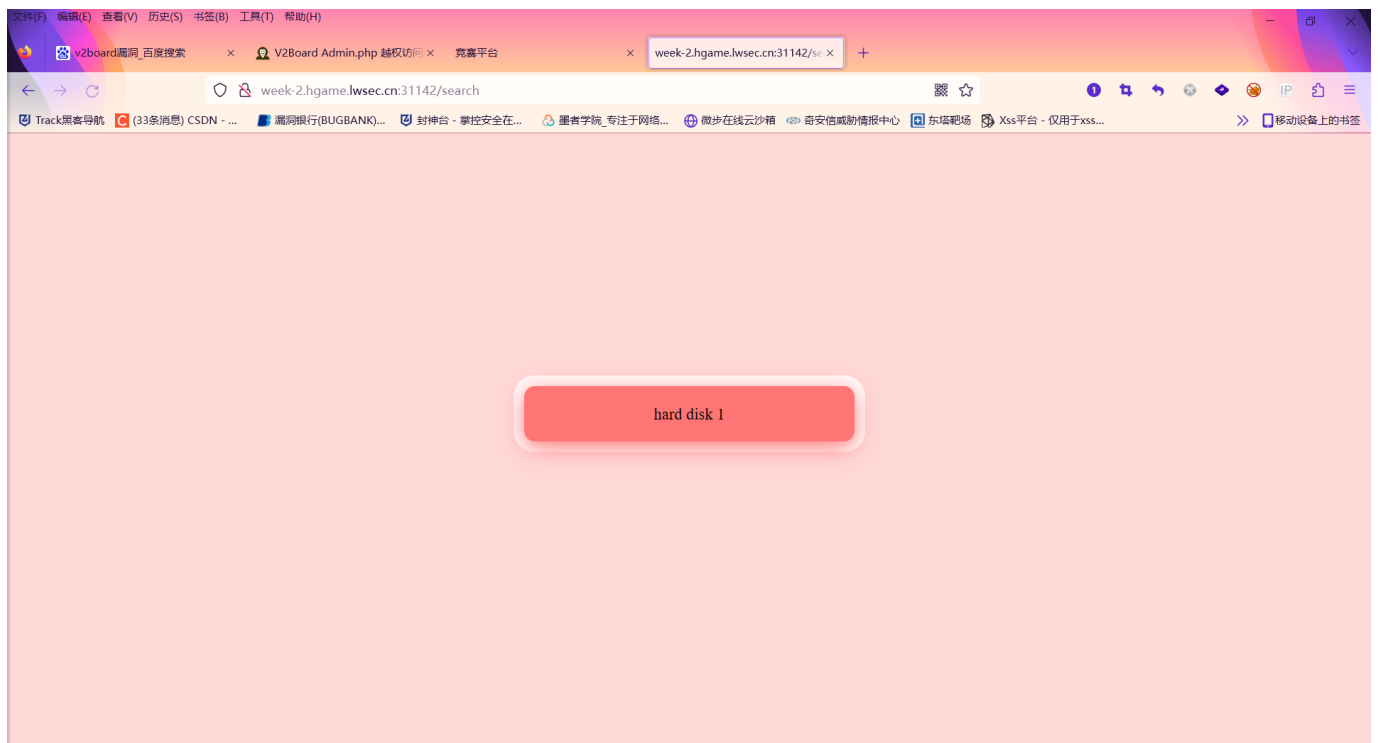 文件(F) 编辑(E) 查看(V) 历史(S) 书签(B) 工具(T) 帮助(H)
v2board漏洞_百度搜索 V2Board Admin.php 越权访问 竞赛平台 week-2.hgame.lwsec.cn:31142/se
week-2.hgame.lwsec.cn:31142/search 1 IP
Track黑客导航 (33条消息) CSDN - ... 漏洞银行(BUGBANK)... 封神台 - 掌控安全在... 墨者学院_专注于网络... 微步在线云沙箱 奇安信威胁情报中心 东塔靶场 Xss平台 - 仅用于xss... 移动设备上的书签
hard disk 1